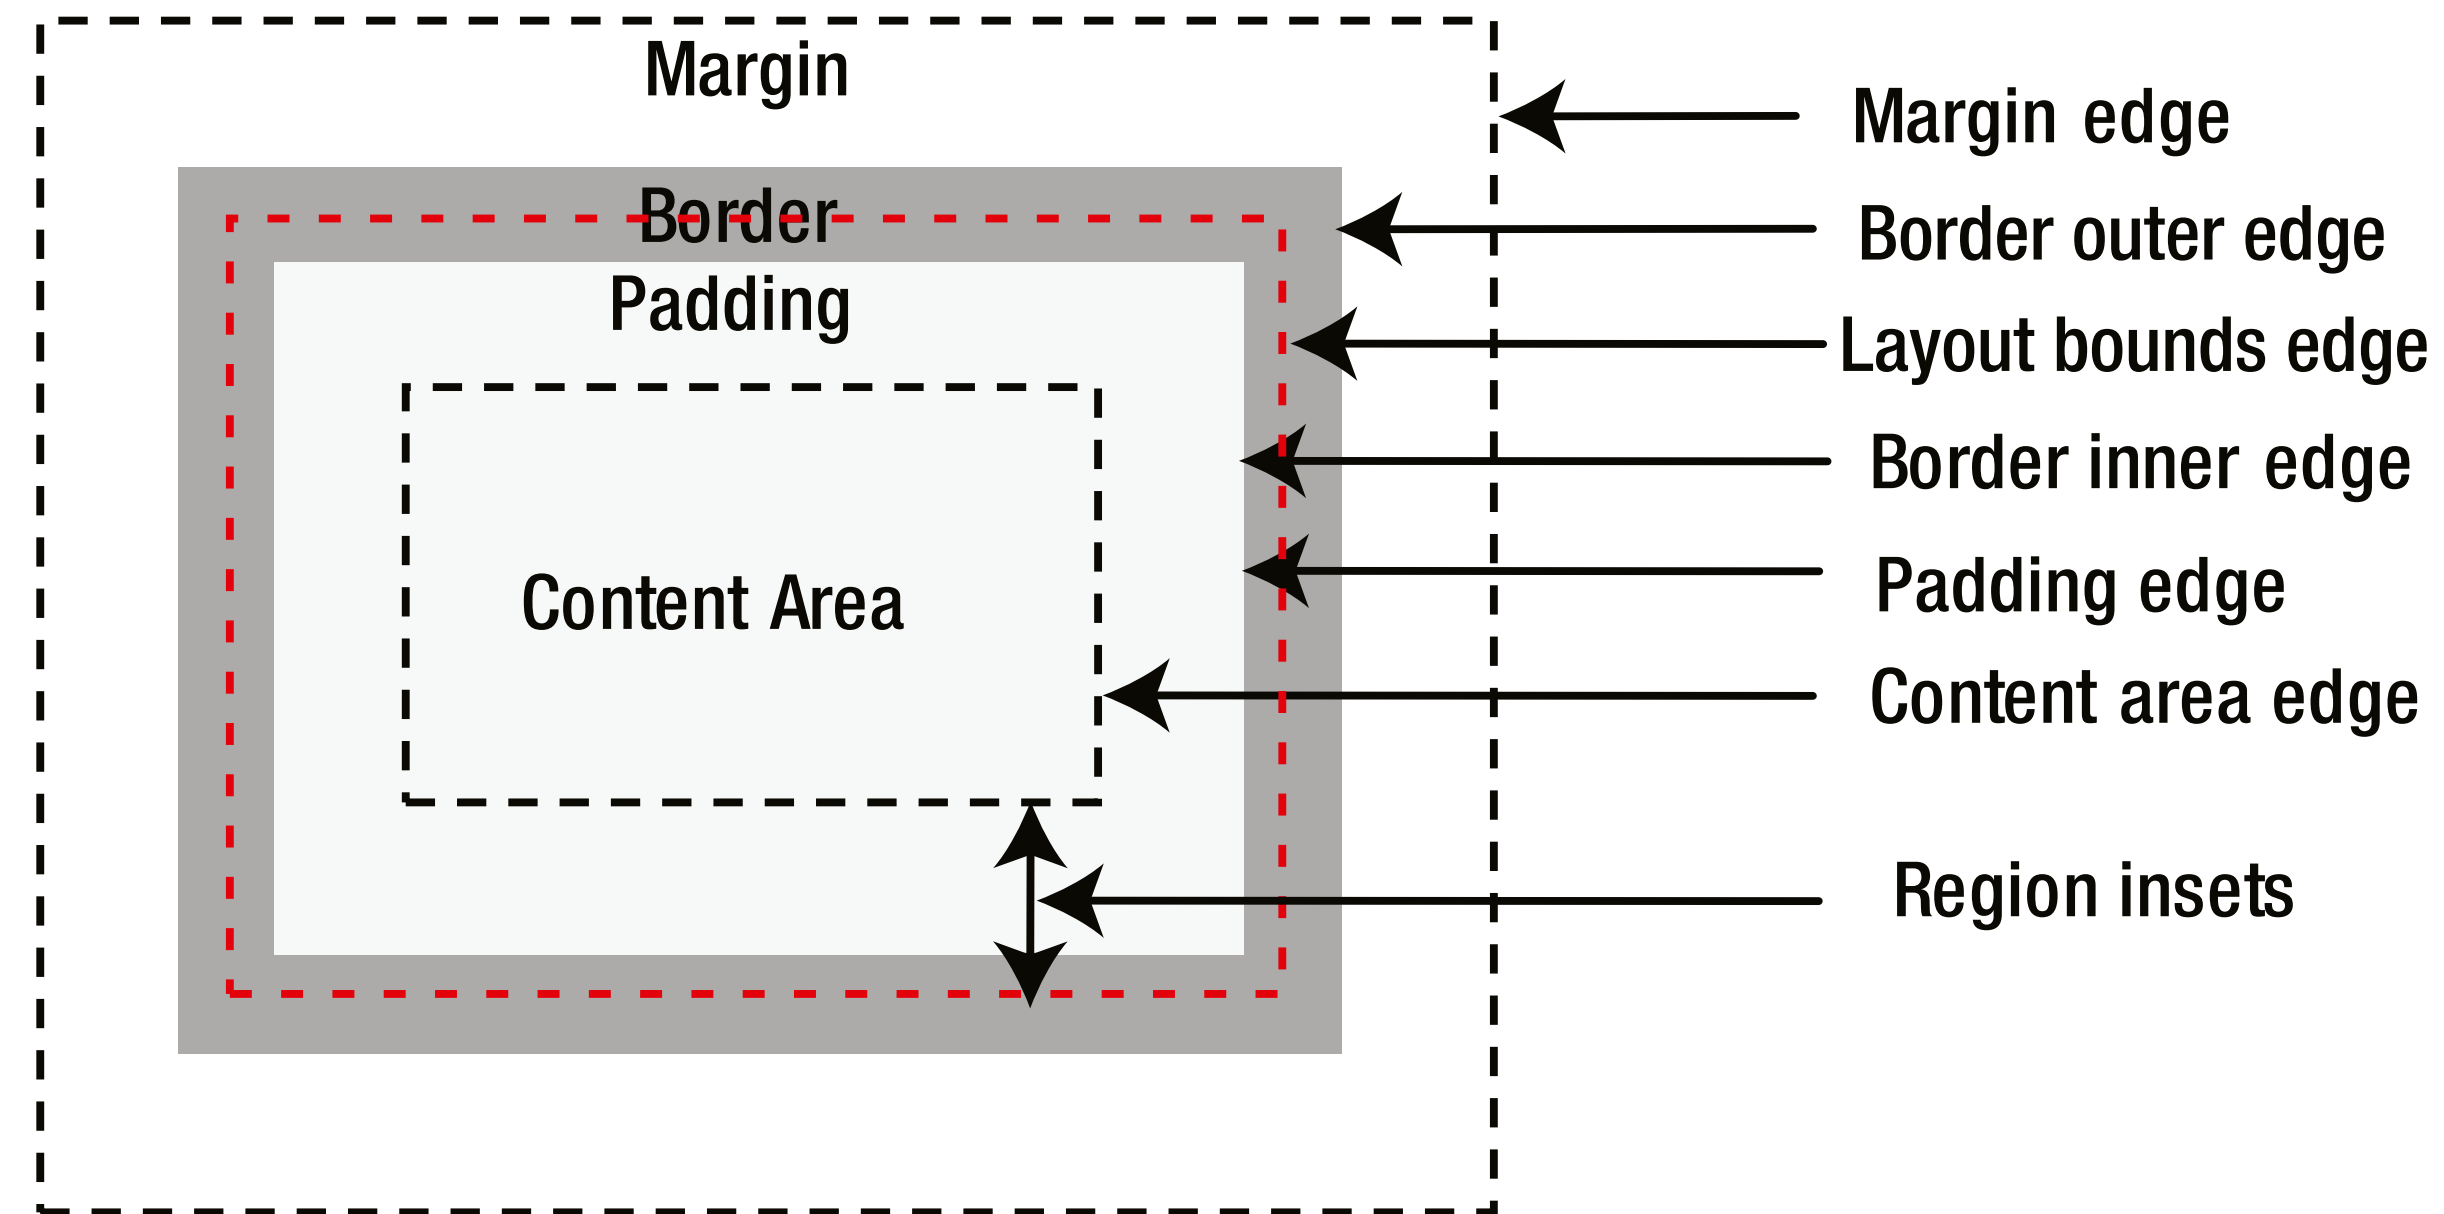 Margin
Margin edge
Border
Border outer edge
Padding
Layout bounds edge
Border inner edge
Padding edge
Content Area
Content area edge
Region insets